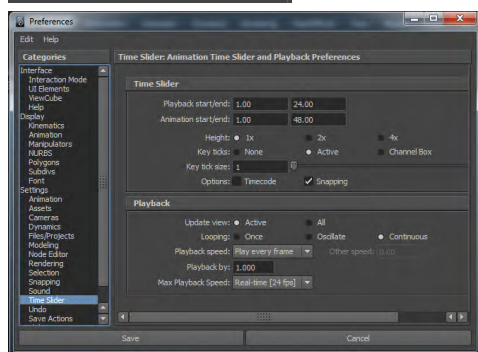 Preferences
Edit Help
Categories
Interface
Interaction Mode
UI Elements
ViewCube
Help
Display
Kinematics
Animation
Manipulators
NURBS
Polygons
Subdivs
Font
Settings
Animation
Assets
Cameras
Dynamics
Files/Projects
Modeling
Node Editor
Rendering
Selection
Snapping
Sound
Time Slider
Undo
Save Actions
Time Slider: Animation Time Slider and Playback Preferences
Time Slider
Playback start/end: 1.00 24.00
Animation start/end: 1.00 48.00
Height: 1x 2x 4x
Key ticks: None Active Channel Box
Key tick size: 1
Options: Timecode Snapping
Playback
Update view: Active All
Looping: Once Oscillate Continuous
Playback speed: Play every frame Other speed: 0.00
Playback by: 1.000
Max Playback Speed: Real-time [24 fps]
Save Cancel